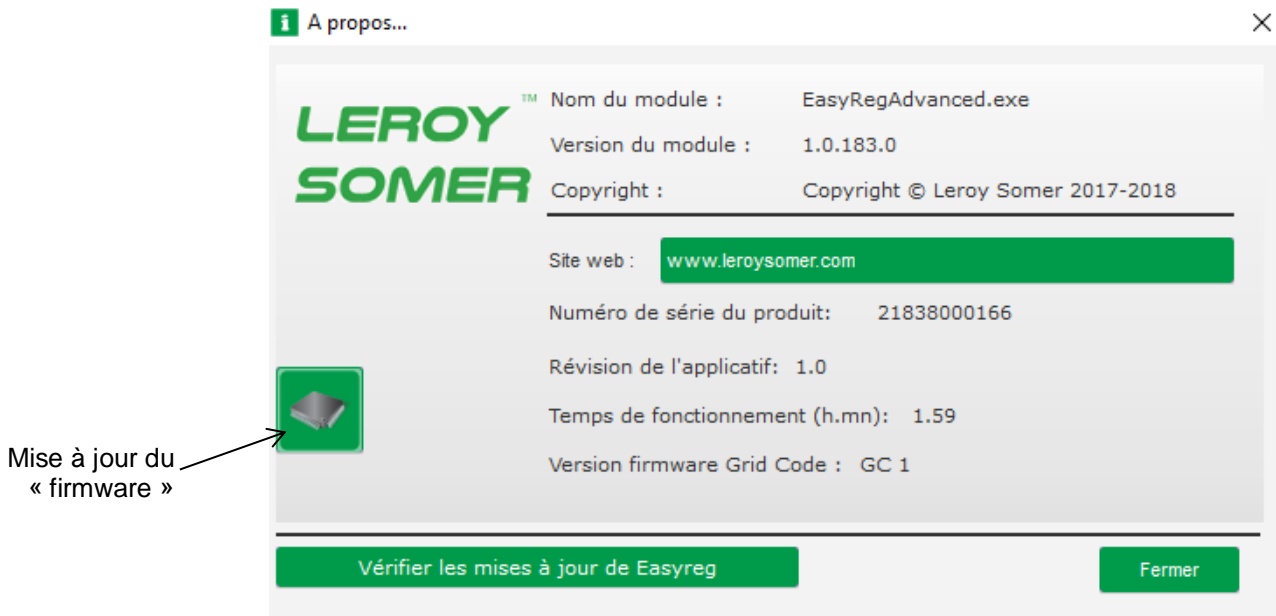 A propos...
LEROY™
SOMER
Nom du module : EasyRegAdvanced.exe
Version du module : 1.0.183.0
Copyright : Copyright © Leroy Somer 2017-2018
Site web : www.leroysomer.com
Numéro de série du produit: 21838000166
Révision de l'applicatif: 1.0
Temps de fonctionnement (h.mn): 1.59
Version firmware Grid Code : GC 1
Mise à jour du
« firmware »
Vérifier les mises à jour de Easyreg
Fermer